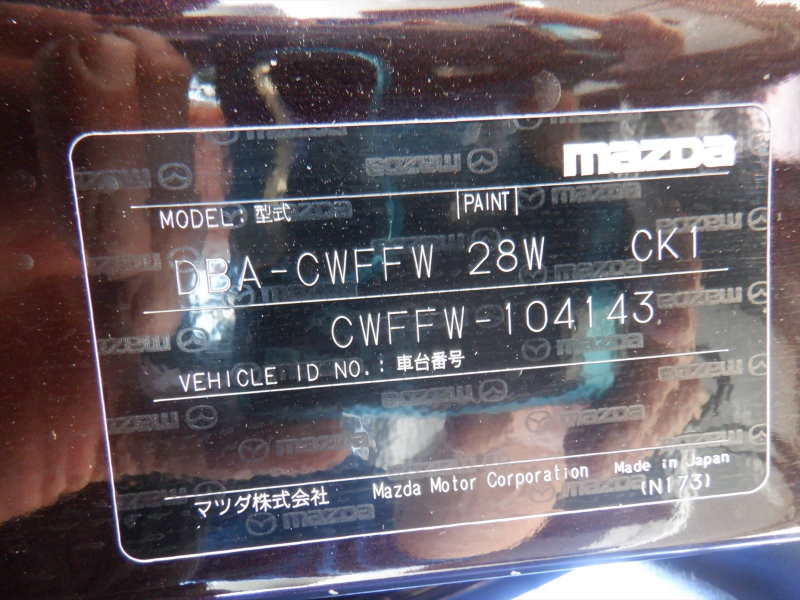 mazda
MODEL: 型式 PAINT
DBA-CWFFW 28W CK1
CWFFW-104143
VEHICLE ID NO.: 車台番号
マツダ株式会社 Mazda Motor Corporation Made in Japan
(N173)